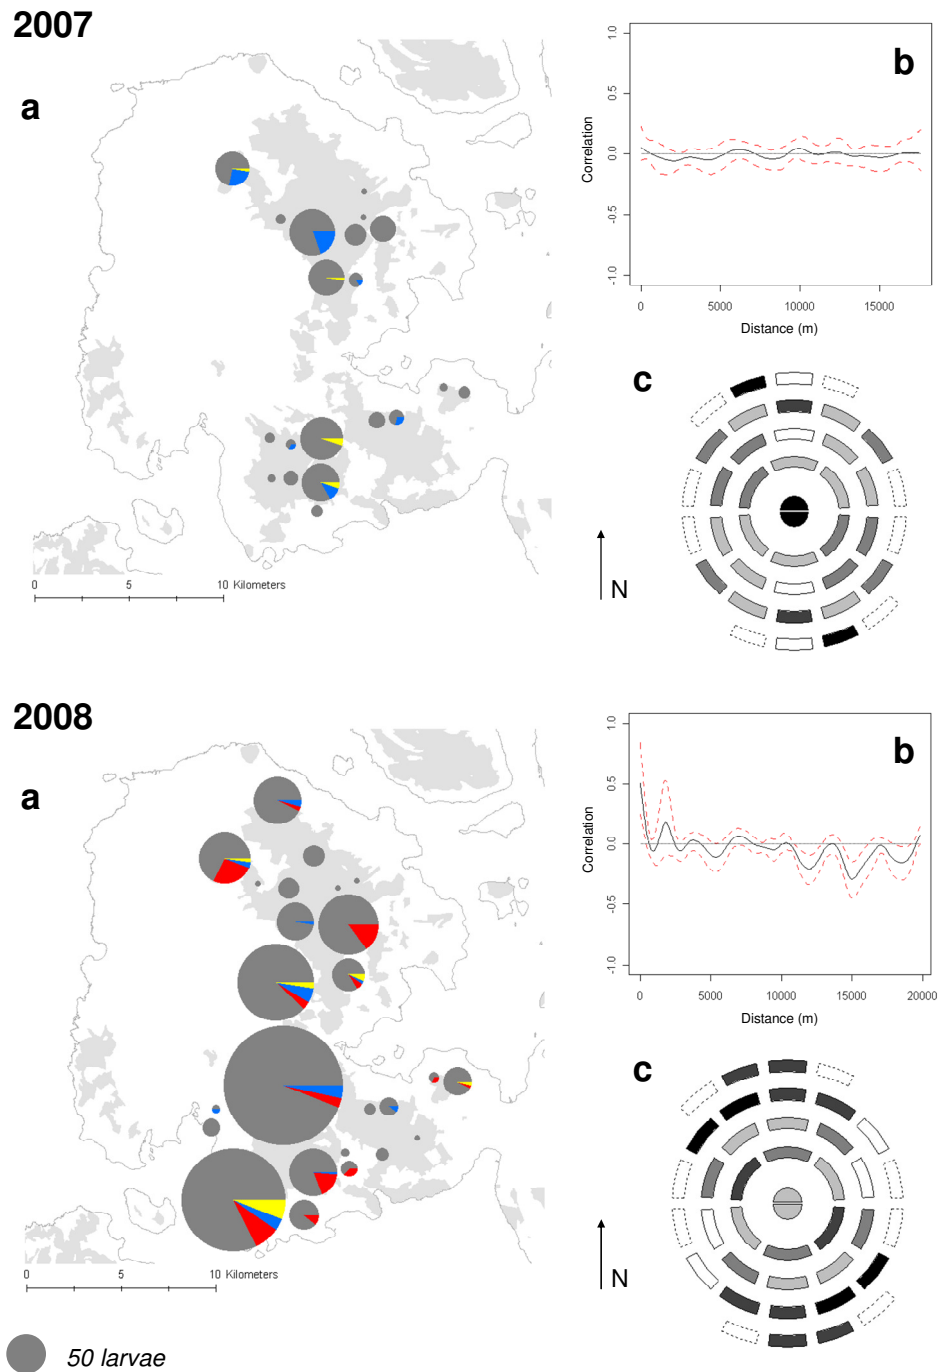 2007
a
0 5 10 Kilometers
b
Correlation
1.0
0.5
0.0
-0.5
-1.0
0 5000 10000 15000
Distance (m)
c
N
2008
a
0 5 10 Kilometers
b
Correlation
1.0
0.5
0.0
-0.5
-1.0
0 5000 10000 15000 20000
Distance (m)
c
N
50 larvae